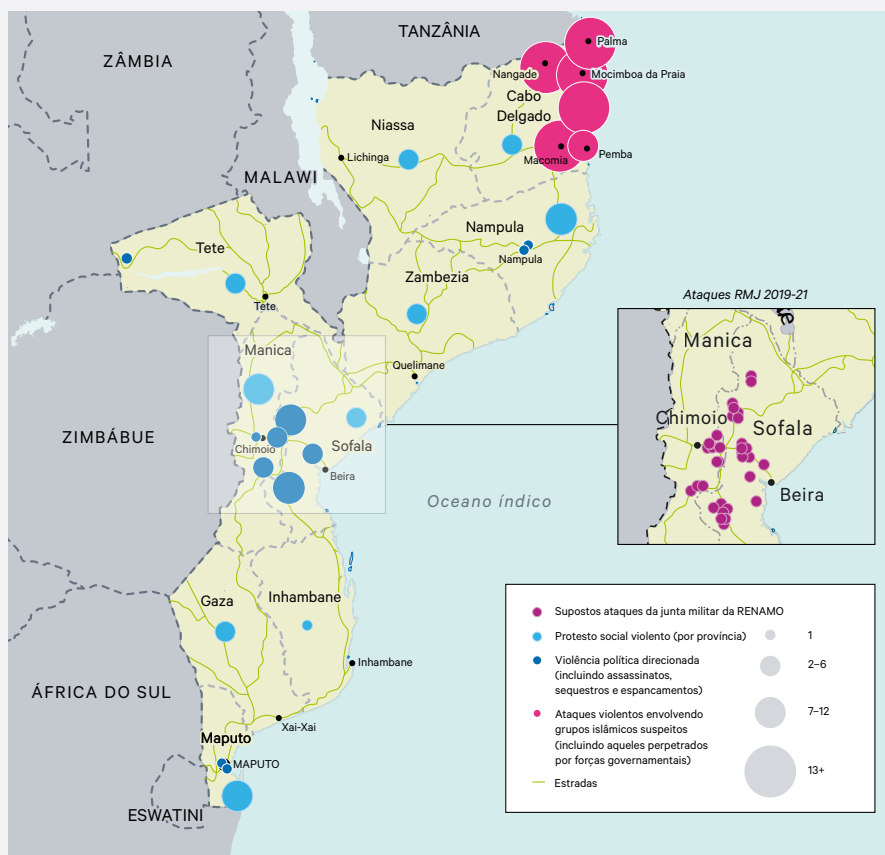 TANZÂNIA
ZÂMBIA
Palma
Nangade
Mocimboa da Praia
Cabo
Delgado
Niassa
Lichinga
Macomia
Pemba
MALAWI
Nampula
Nampula
Tete
Zambezia
Tete
Manica
Quelimane
Sofala
Chimoio
Beira
ZIMBÁBUE
Oceano índico
Gaza
Inhambane
Inhambane
ÁFRICA DO SUL
Xai-Xai
Maputo
MAPUTO
ESWATINI
Ataques RMJ 2019-21
Manica
Chimoio
Sofala
Beira
Supostos ataques da junta militar da RENAMO
Protesto social violento (por província)
Violência política direcionada
(incluindo assassinatos,
sequestros e espancamentos)
Ataques violentos envolvendo
grupos islâmicos suspeitos
(incluindo aqueles perpetrados
por forças governamentais)
Estradas
1
2–6
7–12
13+